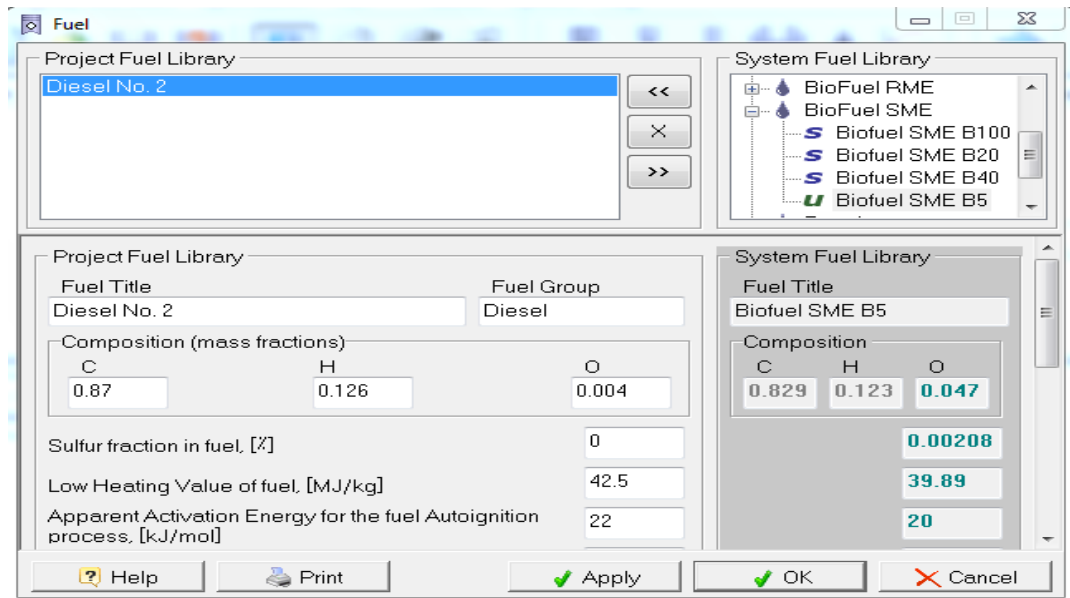 Fuel
Project Fuel Library
Diesel No. 2
<<
>>
System Fuel Library
BioFuel RME
BioFuel SME
s Biofuel SME B100
s Biofuel SME B20
s Biofuel SME B40
u Biofuel SME B5
Project Fuel Library
Fuel Title Fuel Group
Diesel No. 2 Diesel
Composition (mass fractions)
C H O
0.87 0.126 0.004
Sulfur fraction in fuel, [%] 0
Low Heating Value of fuel, [MJ/kg] 42.5
Apparent Activation Energy for the fuel Autoignition
process, [kJ/mol] 22
System Fuel Library
Fuel Title
Biofuel SME B5
Composition
C H O
0.829 0.123 0.047
0.00208
39.89
20
Help Print Apply OK Cancel